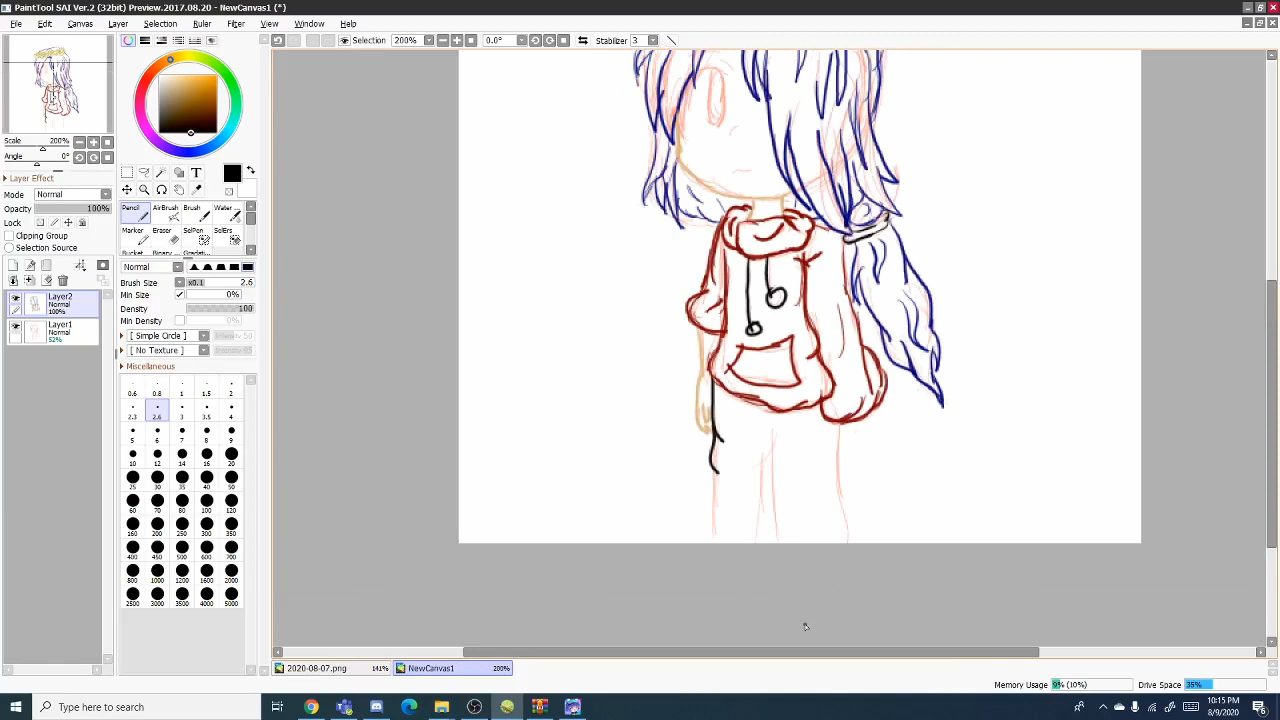 PaintTool SAI Ver.2 (32bit) Preview.2017.08.20 - NewCanvas1 (*)
File Edit Canvas Layer Selection Ruler Filter View Window Help
Selection 200% 0.0° Stabilizer 3
Scale 200%
Angle 0°
Layer Effect
Mode Normal
Opacity 100%
Clipping Group
Selection Source
Layer2
Normal
100%
Layer1
Normal
52%
T
Pencil AirBrush Brush Water ...
Marker Eraser SelPen SelErs
Bucket Binary ... Gradati...
Normal
Brush Size x0.1 2.6
Min Size 0%
Density 100
Min Density 0%
[ Simple Circle ]
[ No Texture ]
Miscellaneous
0.6 0.8 1 1.5 2
2.3 2.6 3 3.5 4
5 6 7 8 9
10 12 14 16 20
25 30 35 40 50
60 70 80 100 120
160 200 250 300 350
400 450 500 600 700
800 1000 1200 1600 2000
2500 3000 3500 4000 5000
2020-08-07.png 141% NewCanvas1 200%
Memory Usage 9% (10%) Drive Space 35%
Type here to search
10:15 PM
8/9/2020